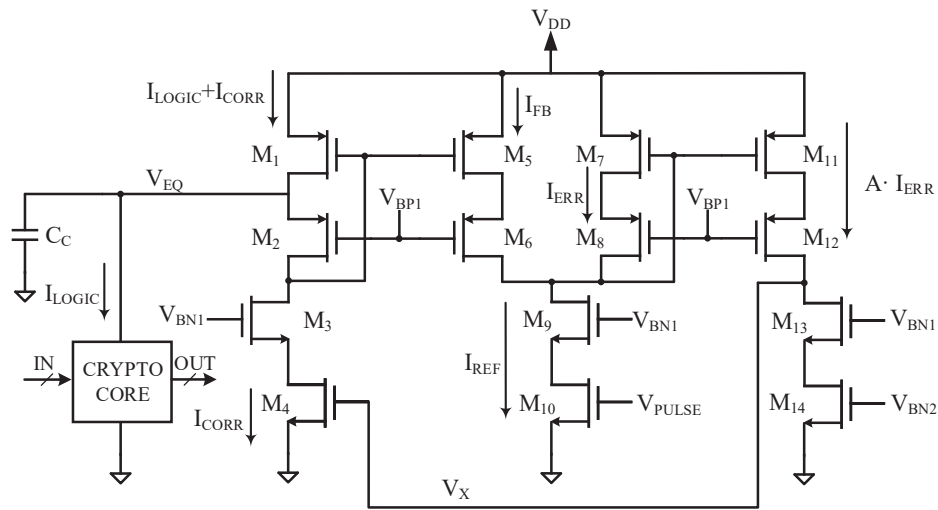 V_DD
I_LOGIC+I_CORR
I_FB
M_1
M_5
M_7
M_11
V_EQ
V_BP1
I_ERR
V_BP1
A· I_ERR
C_C
M_2
M_6
M_8
M_12
I_LOGIC
V_BN1
M_3
M_9
V_BN1
M_13
V_BN1
IN
CRYPTO
CORE
OUT
I_REF
I_CORR
M_4
M_10
V_PULSE
M_14
V_BN2
V_X